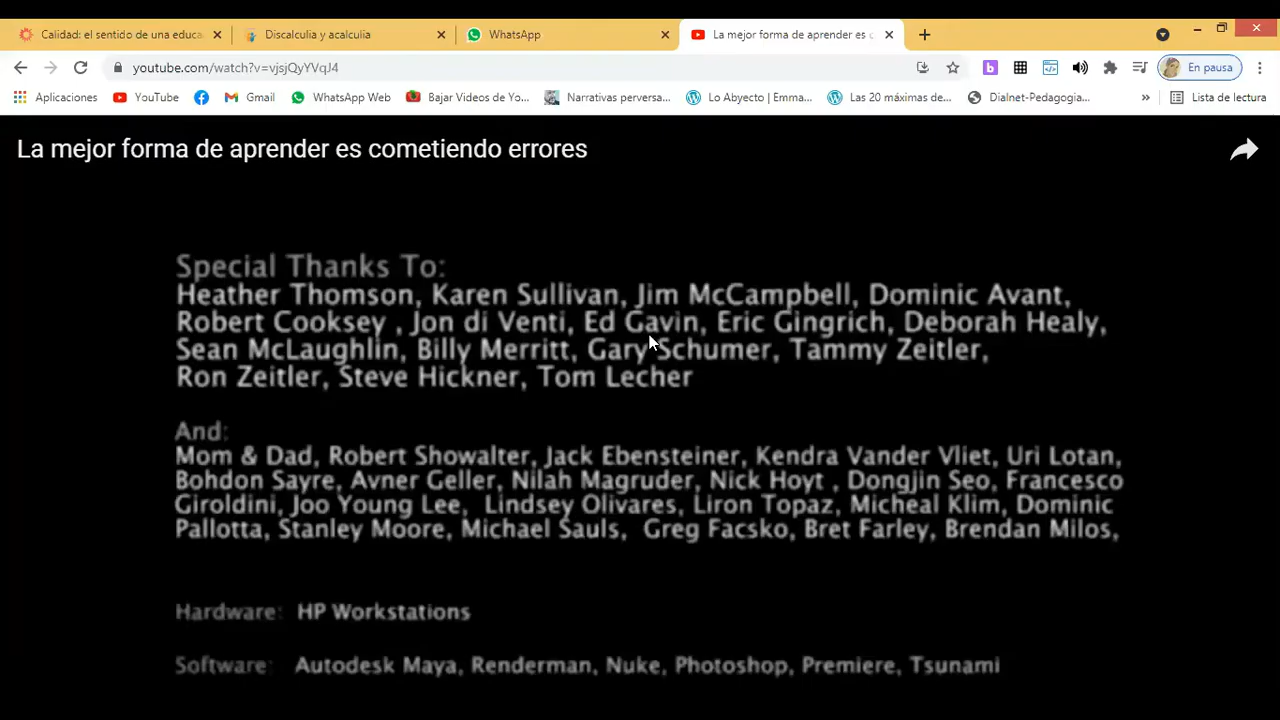 Calidad: el sentido de una educa
Discalculia y acalculia
WhatsApp
La mejor forma de aprender es c
youtube.com/watch?v=vjsjQyYVqJ4
En pausa
Aplicaciones
YouTube
Gmail
WhatsApp Web
Bajar Videos de Yo...
Narrativas perversa...
Lo Abyecto | Emma...
Las 20 máximas de...
Dialnet-Pedagogia...
»
Lista de lectura
La mejor forma de aprender es cometiendo errores
Special Thanks To:
Heather Thomson, Karen Sullivan, Jim McCampbell, Dominic Avant,
Robert Cooksey , Jon di Venti, Ed Gavin, Eric Gingrich, Deborah Healy,
Sean McLaughlin, Billy Merritt, Gary Schumer, Tammy Zeitler,
Ron Zeitler, Steve Hickner, Tom Lecher
And:
Mom & Dad, Robert Showalter, Jack Ebensteiner, Kendra Vander Vliet, Uri Lotan,
Bohdon Sayre, Avner Geller, Nilah Magruder, Nick Hoyt , Dongjin Seo, Francesco
Giroldini, Joo Young Lee, Lindsey Olivares, Liron Topaz, Micheal Klim, Dominic
Pallotta, Stanley Moore, Michael Sauls, Greg Facsko, Bret Farley, Brendan Milos,
Hardware: HP Workstations
Software: Autodesk Maya, Renderman, Nuke, Photoshop, Premiere, Tsunami